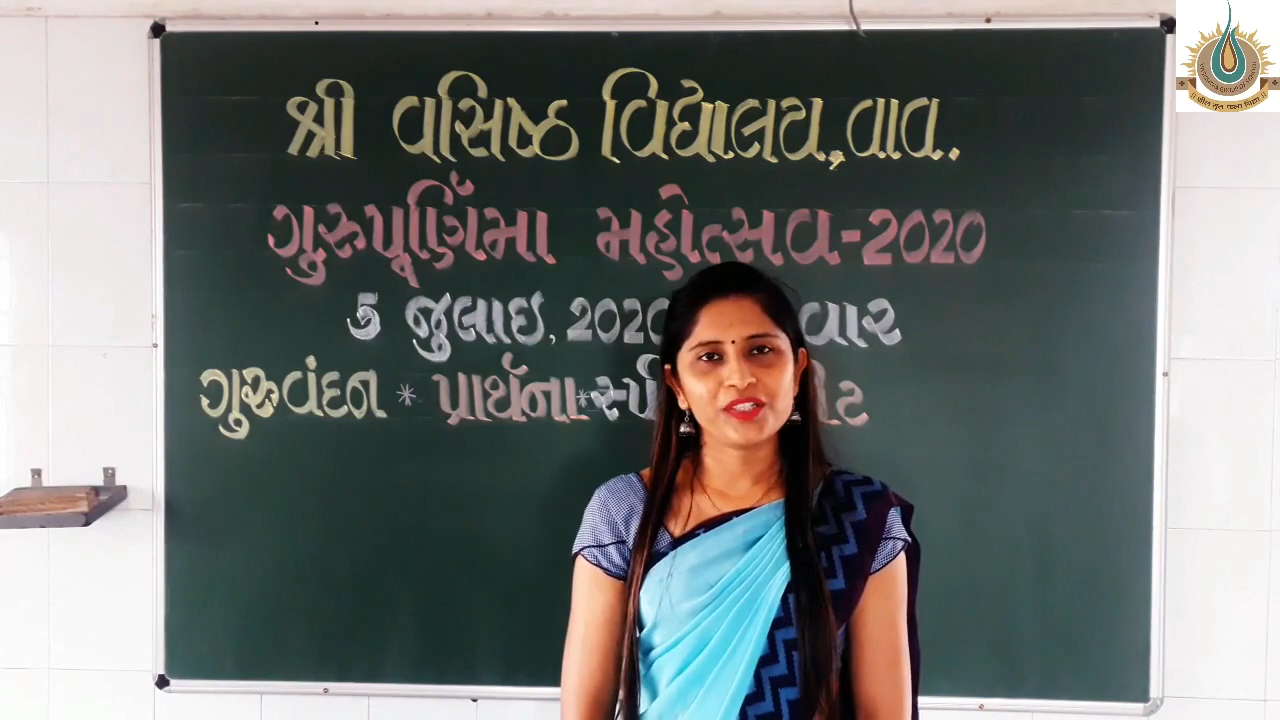 શ્રી વસિષ્ઠ વિદ્યાલય, વાવ.
ગુરુપૂર્ણિમા મહોત્સવ-2020
5 જુલાઇ, 2020 વાર
ગુરુવંદન * પ્રાર્થના *